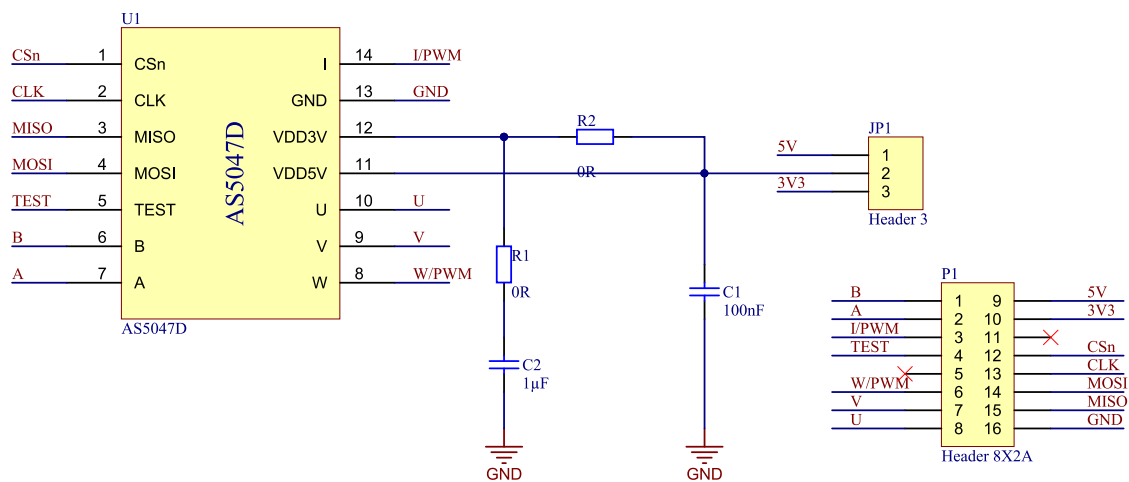 U1
CSn 1 CSn I 14 I/PWM
CLK 2 CLK GND 13 GND
MISO 3 MISO VDD3V 12
MOSI 4 MOSI VDD5V 11
TEST 5 TEST U 10 U
B 6 B V 9 V
A 7 A W 8 W/PWM
AS5047D
AS5047D
R2
0R
R1
0R
C2
1µF
GND
C1
100nF
GND
JP1
5V 1
2
3V3 3
Header 3
P1
B 1 9 5V
A 2 10 3V3
I/PWM 3 11
TEST 4 12 CSn
5 13 CLK
W/PWM 6 14 MOSI
V 7 15 MISO
U 8 16 GND
Header 8X2A